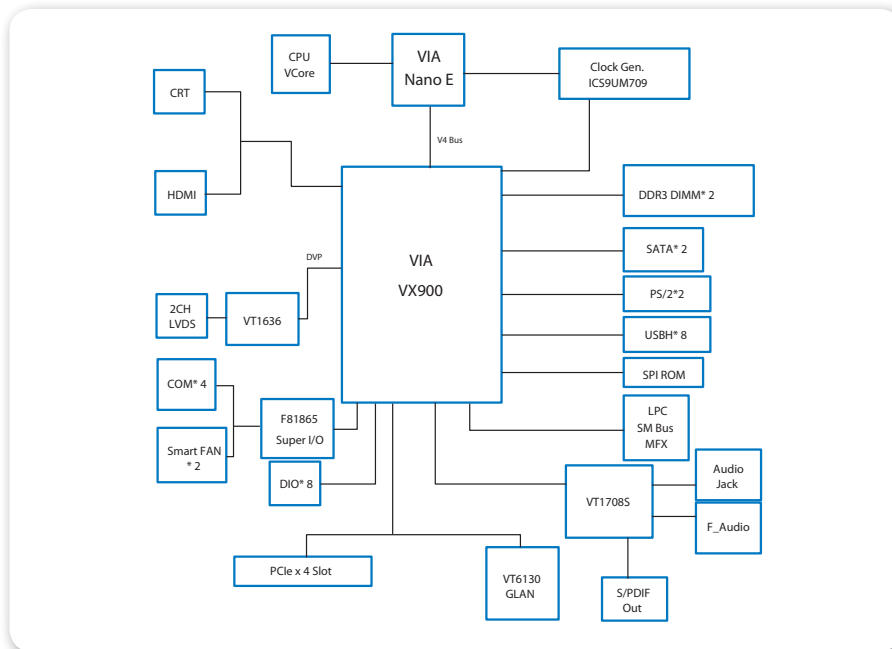 CPU
VCore
VIA
Nano E
Clock Gen.
ICS9UM709
CRT
V4 Bus
HDMI
DDR3 DIMM* 2
VIA
VX900
SATA* 2
DVP
PS/2*2
2CH
LVDS
VT1636
USBH* 8
SPI ROM
COM* 4
F81865
Super I/O
LPC
SM Bus
MFX
Smart FAN
* 2
DIO* 8
Audio
Jack
VT1708S
F_Audio
PCIe x 4 Slot
VT6130
GLAN
S/PDIF
Out